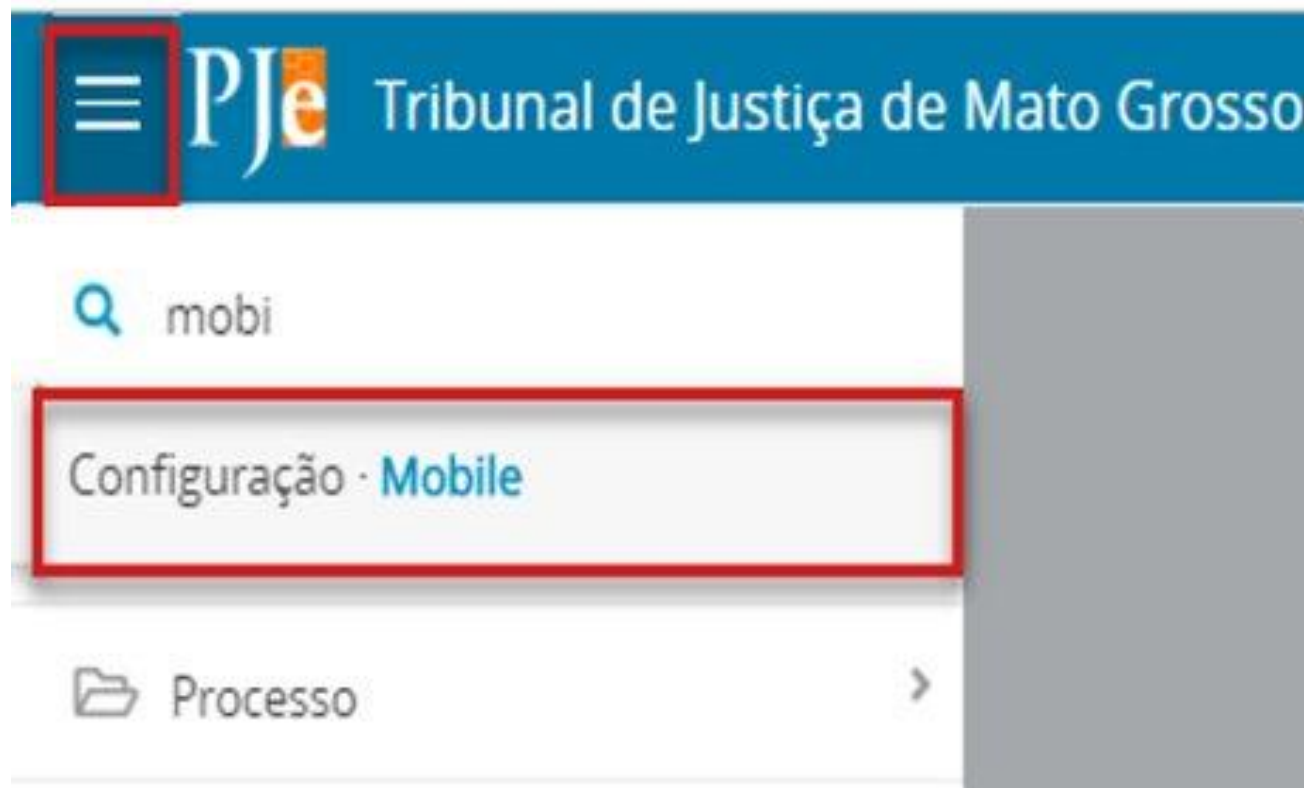 PJe Tribunal de Justiça de Mato Grosso
mobi
Configuração · Mobile
Processo